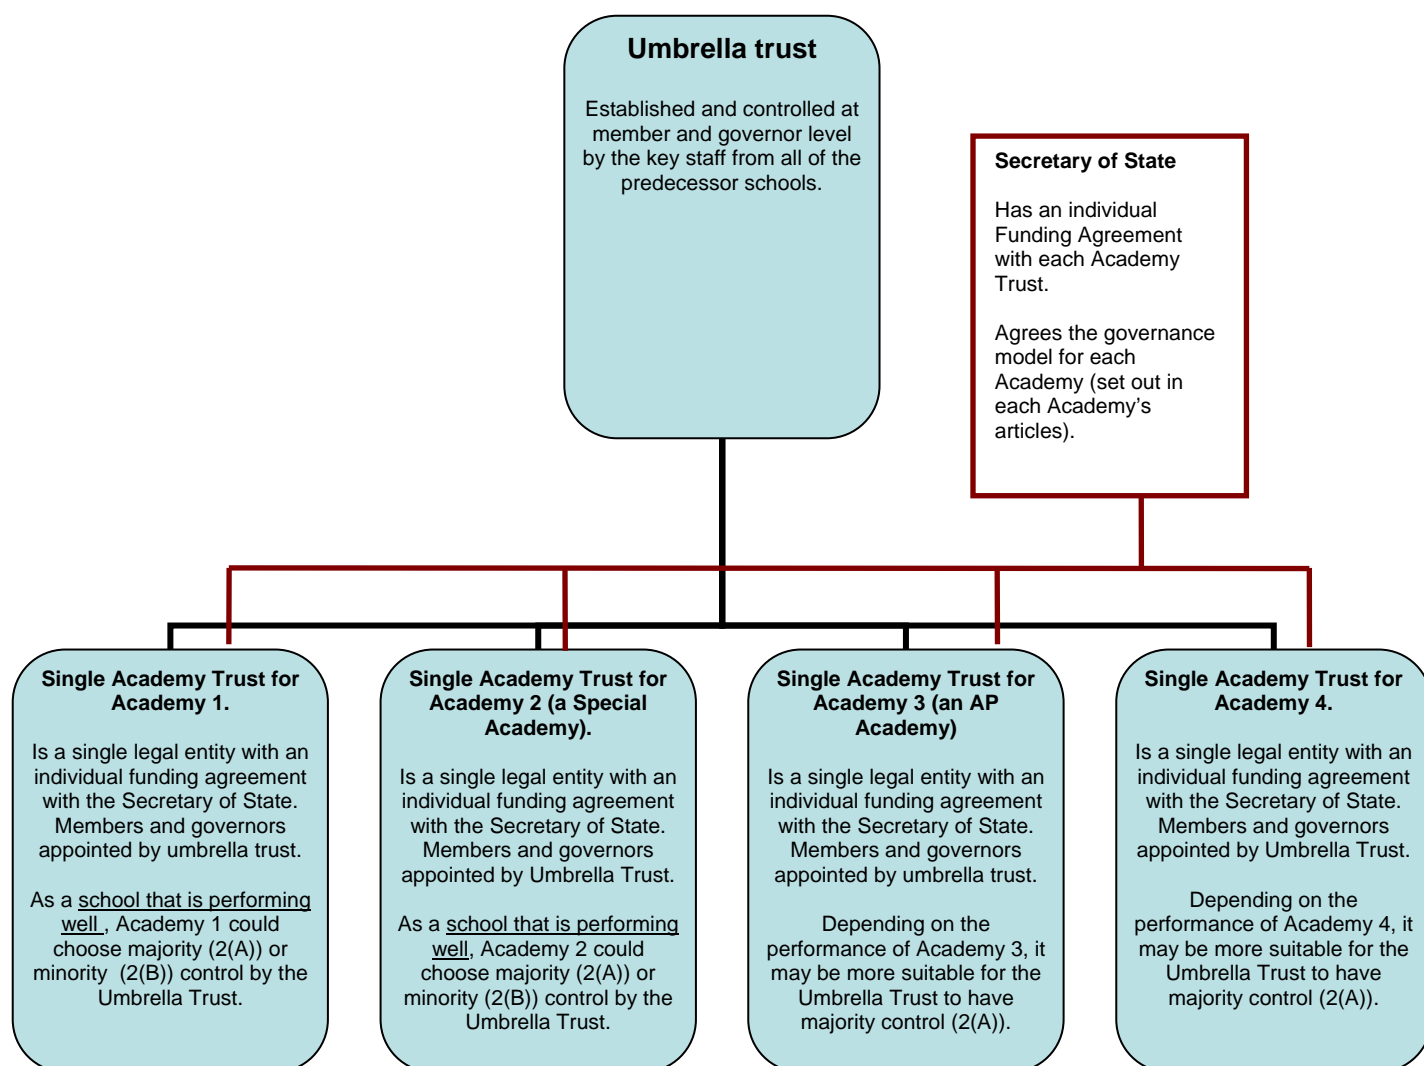 Umbrella trust
Established and controlled at
member and governor level
by the key staff from all of the
predecessor schools.
Secretary of State
Has an individual
Funding Agreement
with each Academy
Trust.
Agrees the governance
model for each
Academy (set out in
each Academy’s
articles).
Single Academy Trust for
Academy 1.
Is a single legal entity with an
individual funding agreement
with the Secretary of State.
Members and governors
appointed by umbrella trust.
As a school that is performing
well , Academy 1 could
choose majority (2(A)) or
minority (2(B)) control by the
Umbrella Trust.
Single Academy Trust for
Academy 2 (a Special
Academy).
Is a single legal entity with an
individual funding agreement
with the Secretary of State.
Members and governors
appointed by Umbrella Trust.
As a school that is performing
well, Academy 2 could
choose majority (2(A)) or
minority (2(B)) control by the
Umbrella Trust.
Single Academy Trust for
Academy 3 (an AP
Academy)
Is a single legal entity with an
individual funding agreement
with the Secretary of State.
Members and governors
appointed by umbrella trust.
Depending on the
performance of Academy 3, it
may be more suitable for the
Umbrella Trust to have
majority control (2(A)).
Single Academy Trust for
Academy 4.
Is a single legal entity with an
individual funding agreement
with the Secretary of State.
Members and governors
appointed by Umbrella Trust.
Depending on the
performance of Academy 4, it
may be more suitable for the
Umbrella Trust to have
majority control (2(A)).